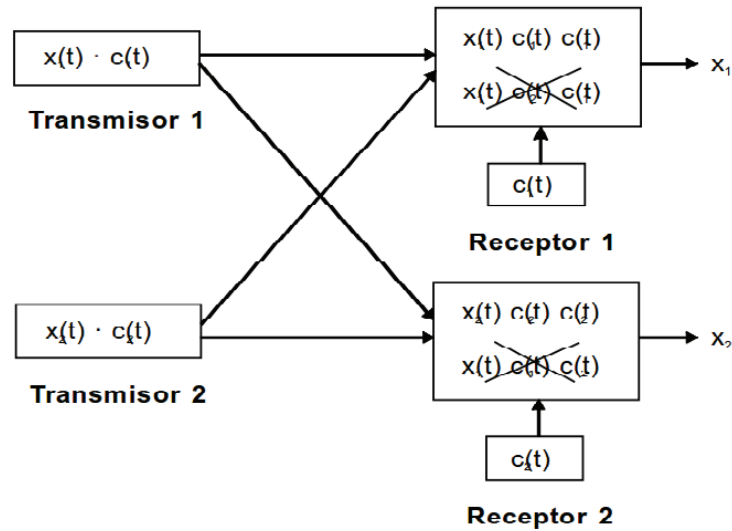 x(t) · c(t)
Transmisor 1
x(t) c(t) c(t)
x(t) c(t) c(t)
x₁
c(t)
Receptor 1
x(t) · c(t)
Transmisor 2
x(t) c(t) c(t)
x(t) c(t) c(t)
x₂
c(t)
Receptor 2